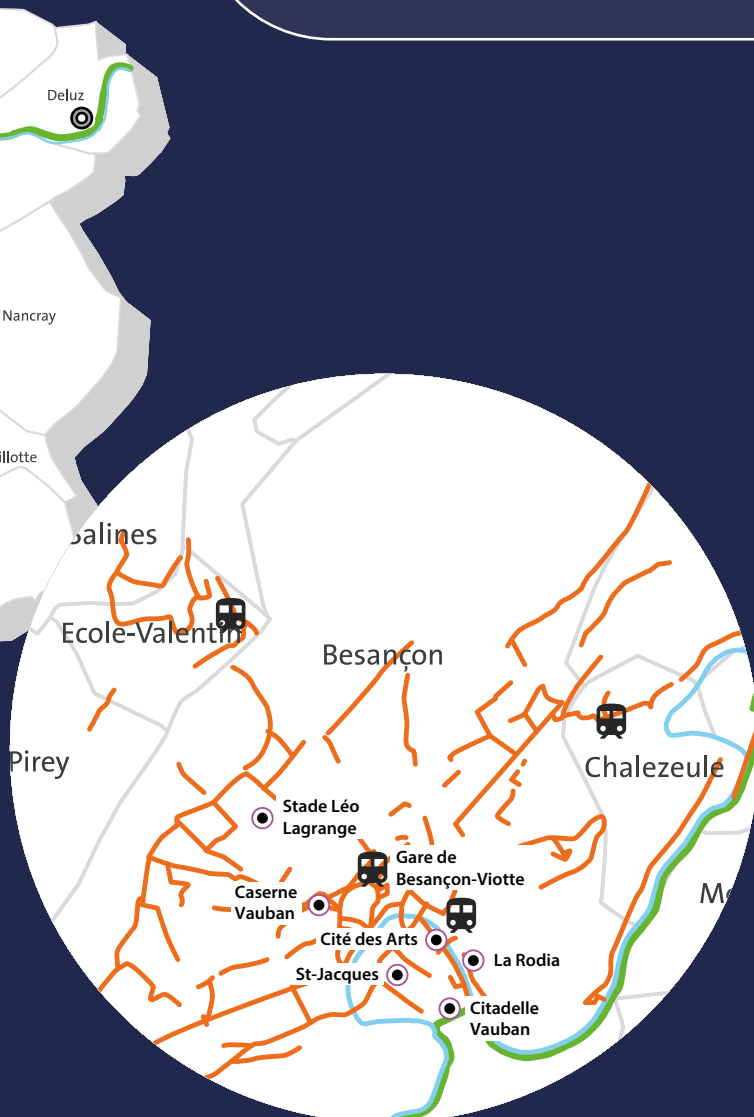 Deluz
Nancray
illotte
Salines
Ecole-Valentin
Besançon
Pirey
Chalezeule
Stade Léo
Lagrange
Gare de
Besançon-Viotte
Caserne
Vauban
Cité des Arts
La Rodia
St-Jacques
Citadelle
Vauban